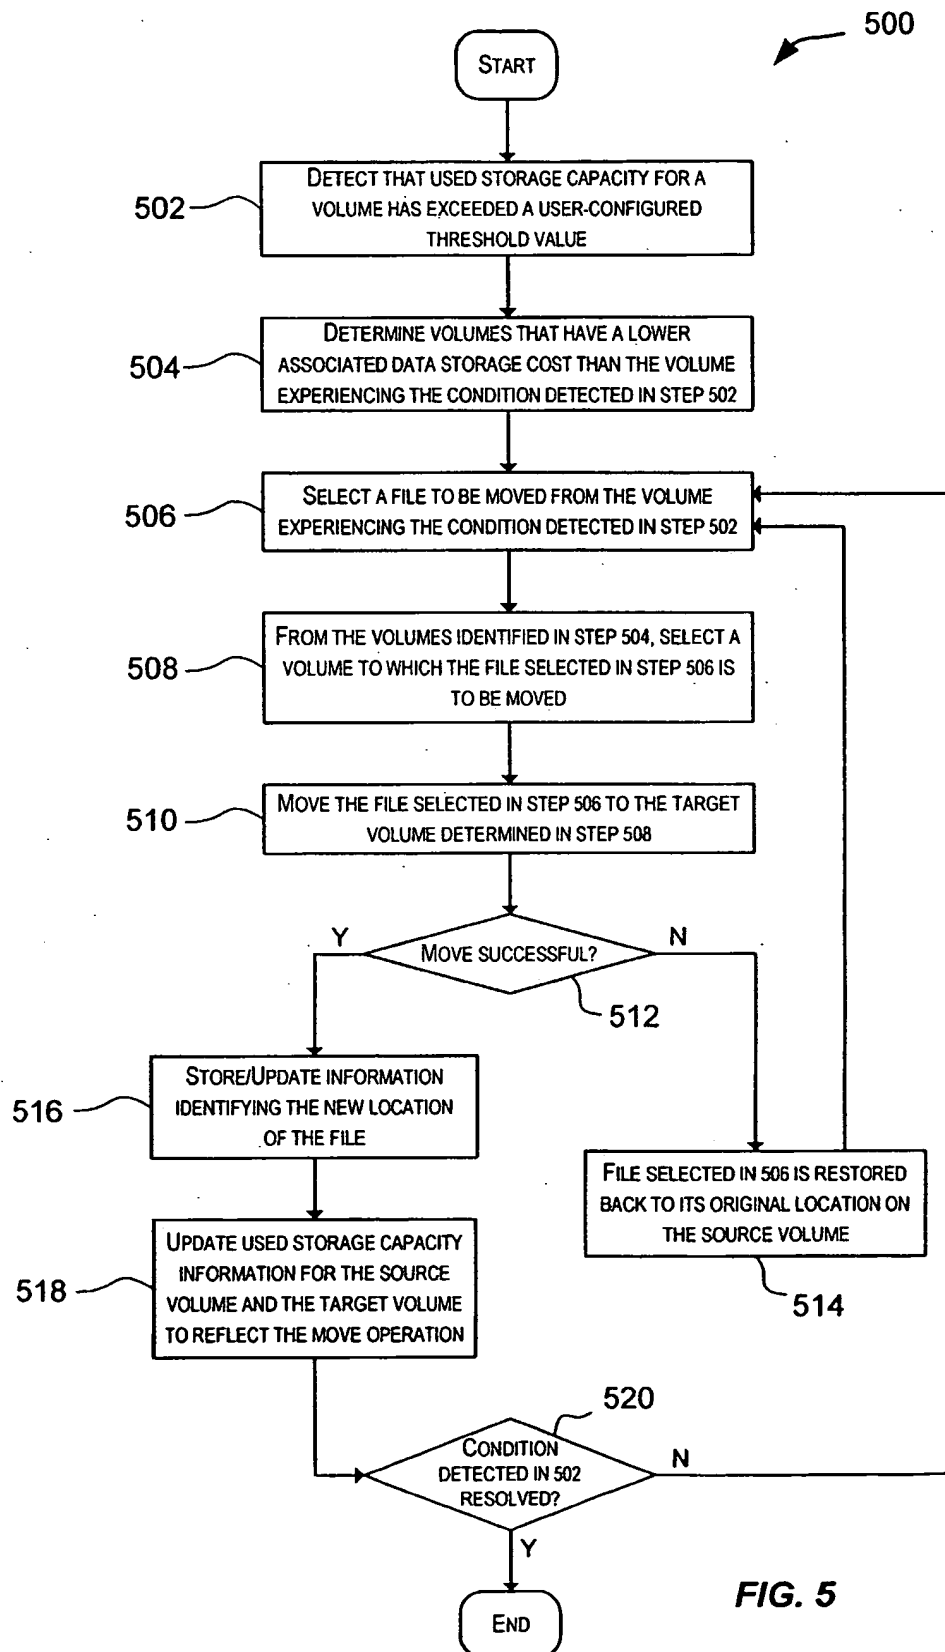 500
START
502
DETECT THAT USED STORAGE CAPACITY FOR A
VOLUME HAS EXCEEDED A USER-CONFIGURED
THRESHOLD VALUE
504
DETERMINE VOLUMES THAT HAVE A LOWER
ASSOCIATED DATA STORAGE COST THAN THE VOLUME
EXPERIENCING THE CONDITION DETECTED IN STEP 502
506
SELECT A FILE TO BE MOVED FROM THE VOLUME
EXPERIENCING THE CONDITION DETECTED IN STEP 502
508
FROM THE VOLUMES IDENTIFIED IN STEP 504, SELECT A
VOLUME TO WHICH THE FILE SELECTED IN STEP 506 IS
TO BE MOVED
510
MOVE THE FILE SELECTED IN STEP 506 TO THE TARGET
VOLUME DETERMINED IN STEP 508
Y
MOVE SUCCESSFUL?
N
512
516
STORE/UPDATE INFORMATION
IDENTIFYING THE NEW LOCATION
OF THE FILE
FILE SELECTED IN 506 IS RESTORED
BACK TO ITS ORIGINAL LOCATION ON
THE SOURCE VOLUME
514
518
UPDATE USED STORAGE CAPACITY
INFORMATION FOR THE SOURCE
VOLUME AND THE TARGET VOLUME
TO REFLECT THE MOVE OPERATION
520
CONDITION
DETECTED IN 502
RESOLVED?
N
Y
END
FIG. 5